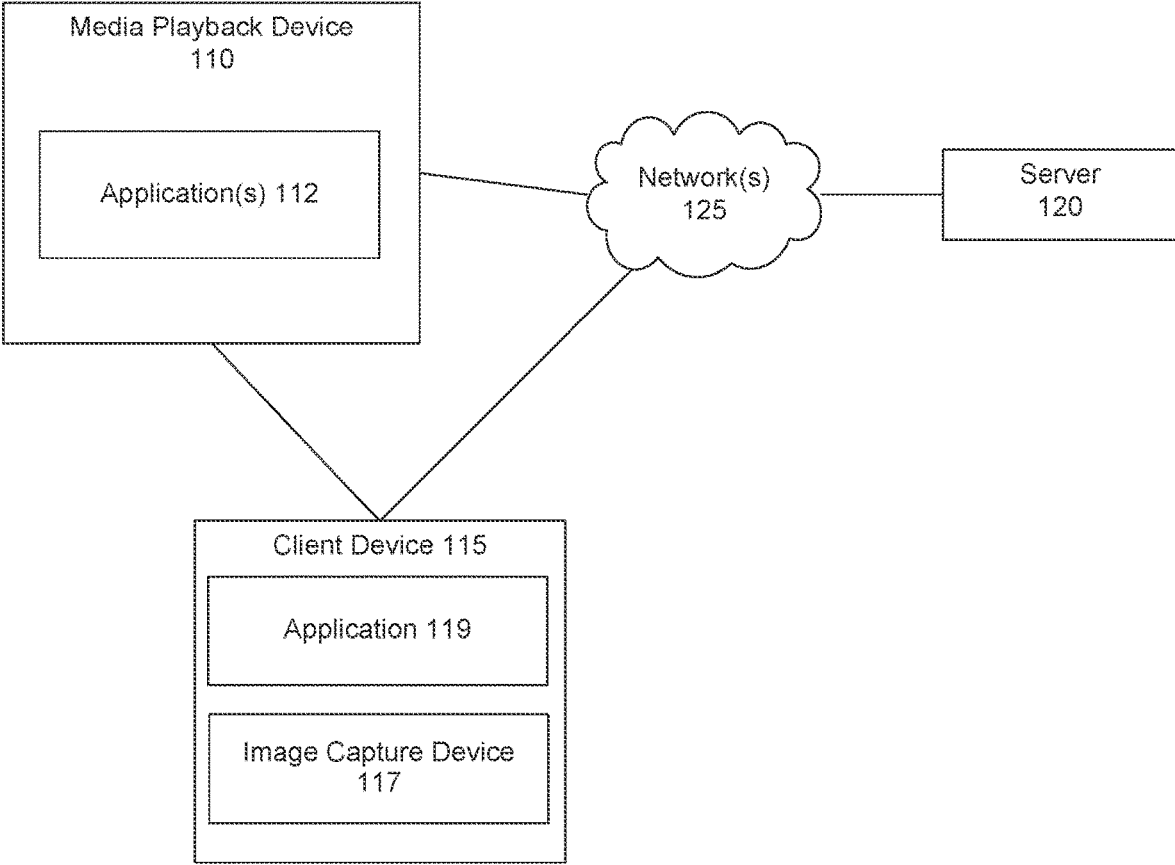 Media Playback Device
110
Application(s) 112
Network(s)
125
Server
120
Client Device 115
Application 119
Image Capture Device
117